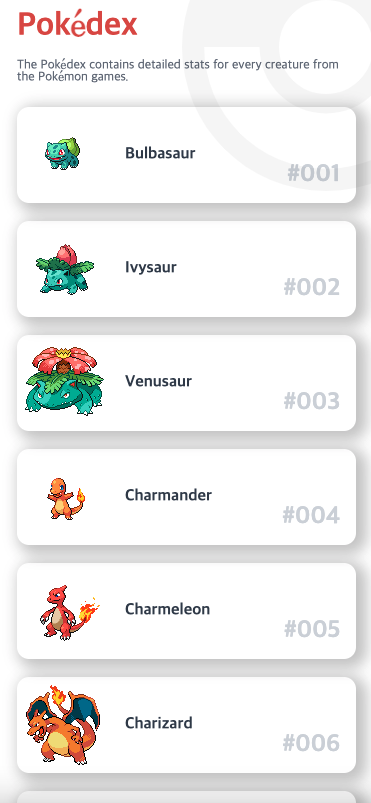 Pokédex
The Pokédex contains detailed stats for every creature from
the Pokémon games.
Bulbasaur
#001
Ivysaur
#002
Venusaur
#003
Charmander
#004
Charmeleon
#005
Charizard
#006